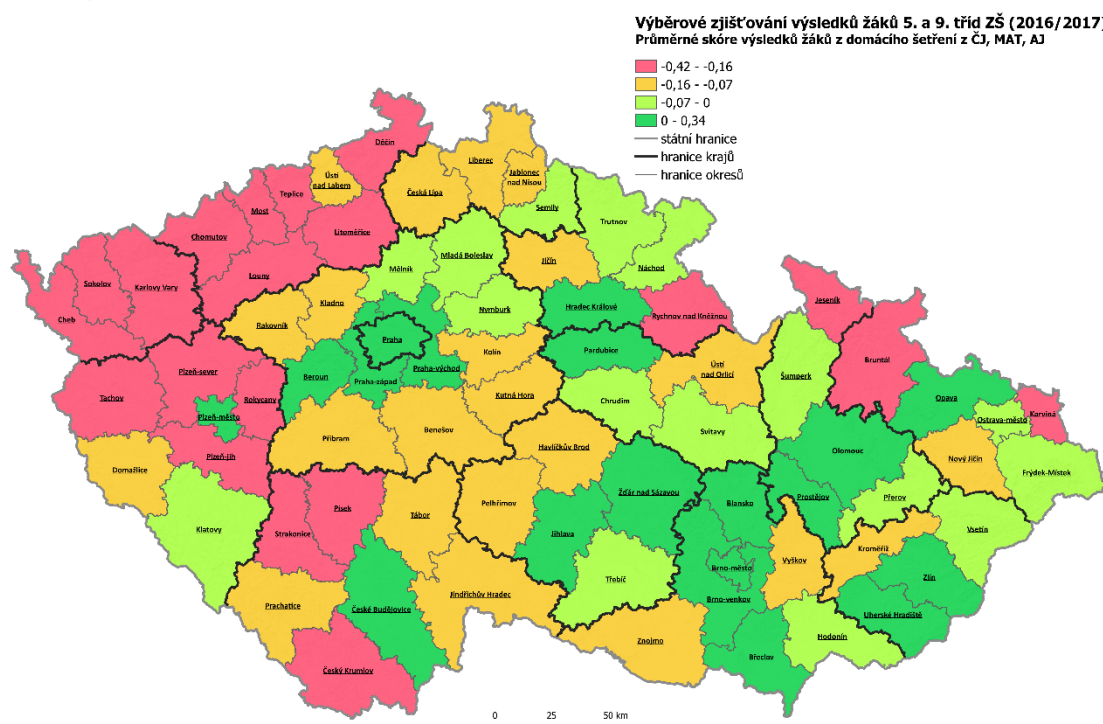 Výběrové zjišťování výsledků žáků 5. a 9. tříd ZŠ (2016/2017)
Průměrné skóre výsledků žáků z domácího šetření z ČJ, MAT, AJ
-0,42 - -0,16
-0,16 - -0,07
-0,07 - 0
0 - 0,34
státní hranice
hranice krajů
hranice okresů
Děčín
Liberec
Ústí
nad Labem
Jablonec
nad Nisou
Česká Lípa
Teplice
Most
Semily
Chomutov
Litoměřice
Trutnov
Mladá Boleslav
Jičín
Náchod
Mělník
Louny
Sokolov
Karlovy Vary
Kladno
Hradec Králové
Jeseník
Nymburk
Rychnov nad Kněžnou
Cheb
Rakovník
Praha
Bruntál
Kolín
Pardubice
Praha-východ
Ústí
nad Orlicí
Plzeň-sever
Beroun
Praha-západ
Šumperk
Rokycany
Tachov
Kutná Hora
Opava
Chrudim
Karviná
Plzeň-město
Ostrava-město
Benešov
Svitavy
Příbram
Havlíčkův Brod
Olomouc
Plzeň-jih
Nový Jičín
Domažlice
Frýdek-Místek
Žďár nad Sázavou
Prostějov
Přerov
Pelhřimov
Blansko
Písek
Tábor
Klatovy
Vsetín
Strakonice
Jihlava
Kroměříž
Vyškov
Brno-město
Zlín
Třebíč
Jindřichův Hradec
Brno-venkov
Prachatice
České Budějovice
Uherské Hradiště
Hodonín
Znojmo
Břeclav
Český Krumlov
0 25 50 km